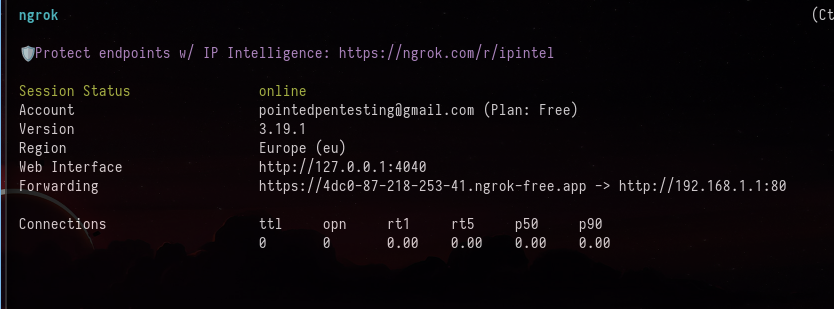 ngrok (Ct
🛡️Protect endpoints w/ IP Intelligence: https://ngrok.com/r/ipintel
Session Status online
Account pointedpentesting@gmail.com (Plan: Free)
Version 3.19.1
Region Europe (eu)
Web Interface http://127.0.0.1:4040
Forwarding https://4dc0-87-218-253-41.ngrok-free.app -> http://192.168.1.1:80
Connections ttl opn rt1 rt5 p50 p90
0 0 0.00 0.00 0.00 0.00